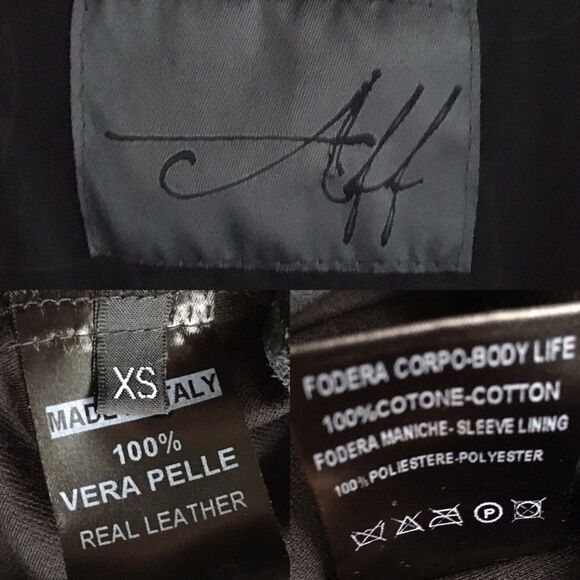 Aff
XS
MADE ITALY
100%
VERA PELLE
REAL LEATHER
FODERA CORPO-BODY LIFE
100%COTONE-COTTON
FODERA MANICHE- SLEEVE LINING
100%POLIESTERE-POLYESTER
P